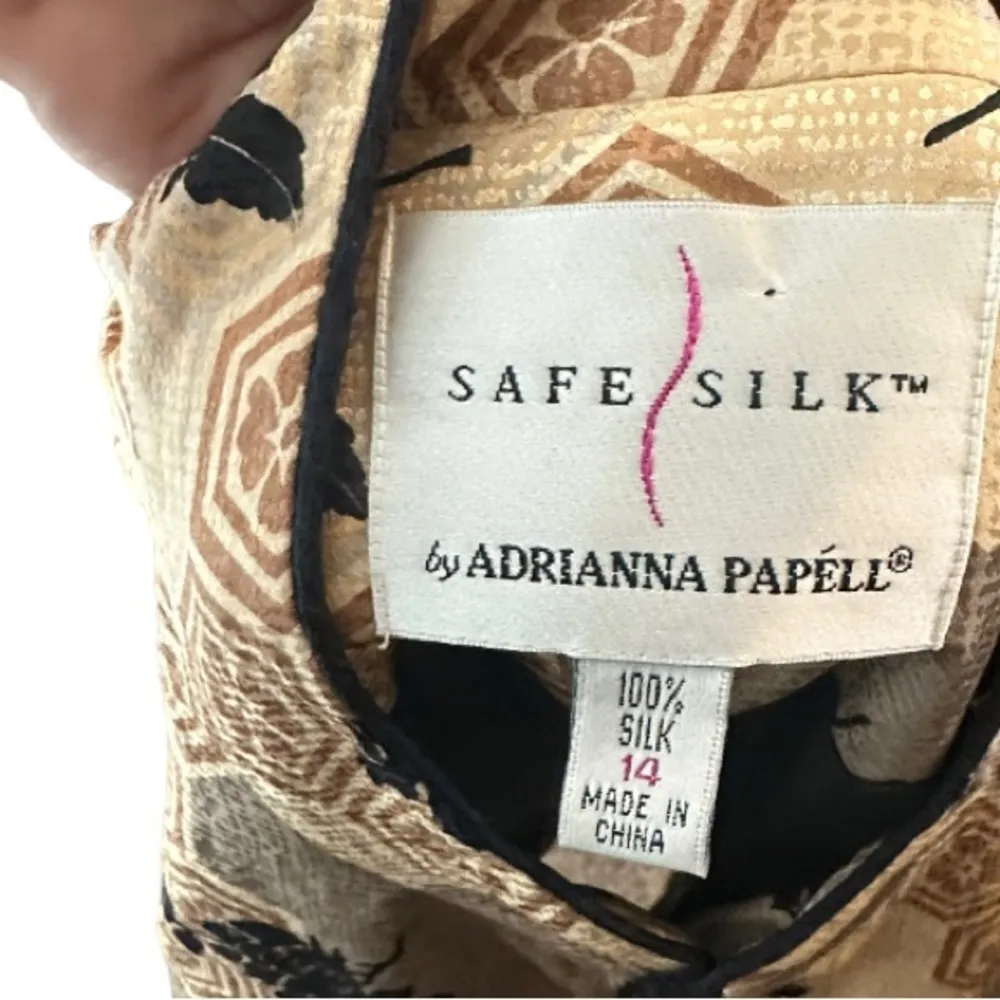 SAFE SILK™
by ADRIANNA PAPÉLL®
100%
SILK
14
MADE IN
CHINA